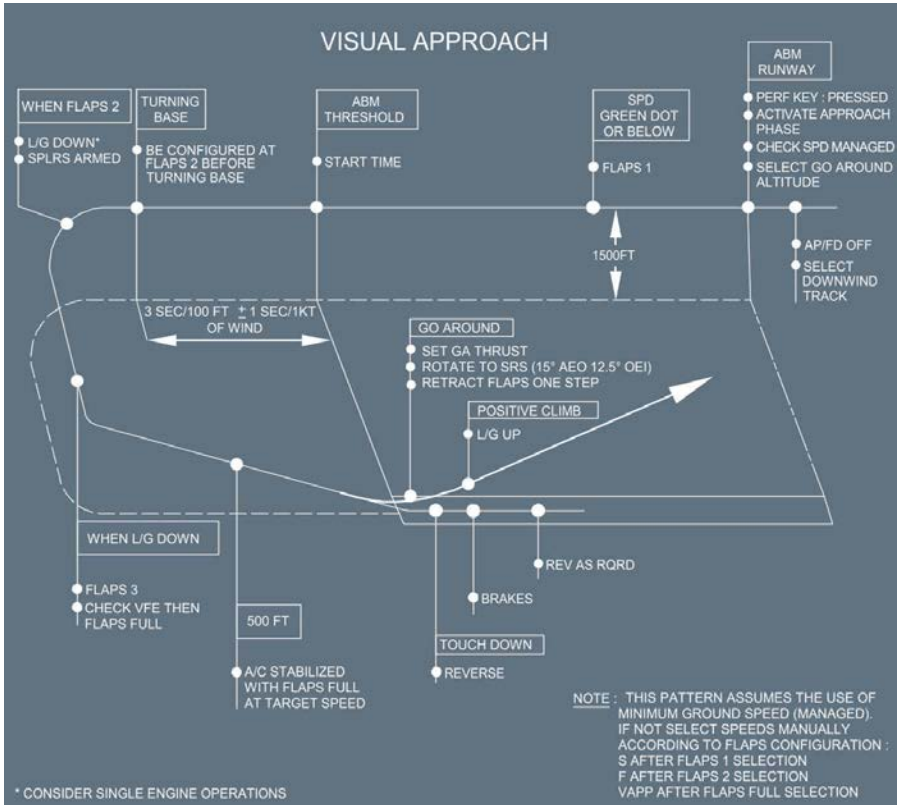 VISUAL APPROACH
WHEN FLAPS 2
L/G DOWN*
SPLRS ARMED
TURNING
BASE
BE CONFIGURED AT
FLAPS 2 BEFORE
TURNING BASE
ABM
THRESHOLD
START TIME
SPD
GREEN DOT
OR BELOW
FLAPS 1
ABM
RUNWAY
PERF KEY : PRESSED
ACTIVATE APPROACH
PHASE
CHECK SPD MANAGED
SELECT GO AROUND
ALTITUDE
AP/FD OFF
SELECT
DOWNWIND
TRACK
1500FT
3 SEC/100 FT ± 1 SEC/1KT
OF WIND
GO AROUND
SET GA THRUST
ROTATE TO SRS (15° AEO 12.5° OEI)
RETRACT FLAPS ONE STEP
POSITIVE CLIMB
L/G UP
WHEN L/G DOWN
FLAPS 3
CHECK VFE THEN
FLAPS FULL
500 FT
A/C STABILIZED
WITH FLAPS FULL
AT TARGET SPEED
REV AS RQRD
BRAKES
TOUCH DOWN
REVERSE
NOTE : THIS PATTERN ASSUMES THE USE OF
MINIMUM GROUND SPEED (MANAGED).
IF NOT SELECT SPEEDS MANUALLY
ACCORDING TO FLAPS CONFIGURATION :
S AFTER FLAPS 1 SELECTION
F AFTER FLAPS 2 SELECTION
VAPP AFTER FLAPS FULL SELECTION
* CONSIDER SINGLE ENGINE OPERATIONS